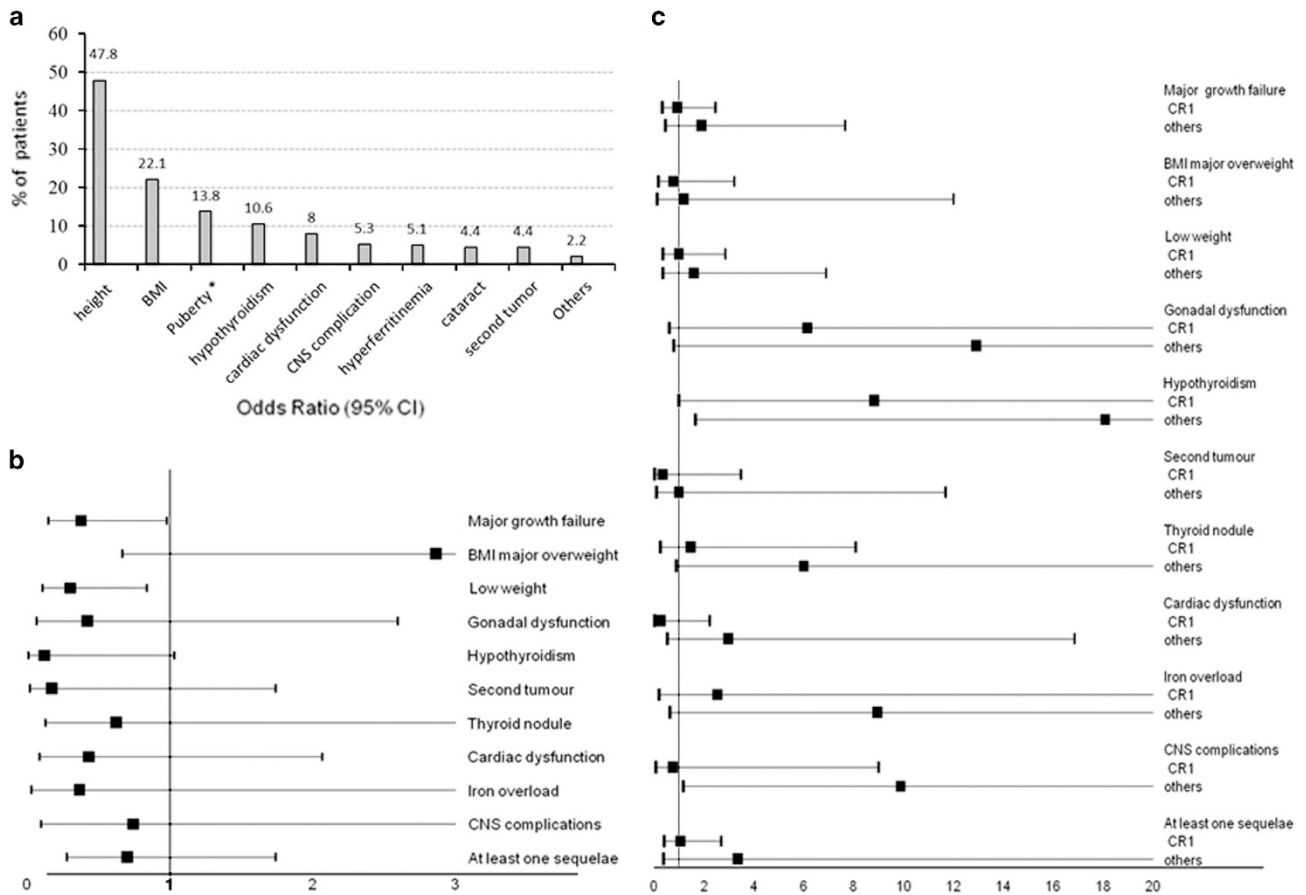 a
60
50
40
30
20
10
0
% of patients
47.8
22.1
13.8
10.6
8
5.3
5.1
4.4
4.4
2.2
height
BMI
Puberty*
hypothyroidism
cardiac dysfunction
CNS complication
hyperferritinemia
cataract
second tumor
Others
Odds Ratio (95% CI)
b
Major growth failure
BMI major overweight
Low weight
Gonadal dysfunction
Hypothyroidism
Second tumour
Thyroid nodule
Cardiac dysfunction
Iron overload
CNS complications
At least one sequelae
0 1 2 3
c
Major growth failure
CR1
others
BMI major overweight
CR1
others
Low weight
CR1
others
Gonadal dysfunction
CR1
others
Hypothyroidism
CR1
others
Second tumour
CR1
others
Thyroid nodule
CR1
others
Cardiac dysfunction
CR1
others
Iron overload
CR1
others
CNS complications
CR1
others
At least one sequelae
CR1
others
0 2 4 6 8 10 12 14 16 18 20